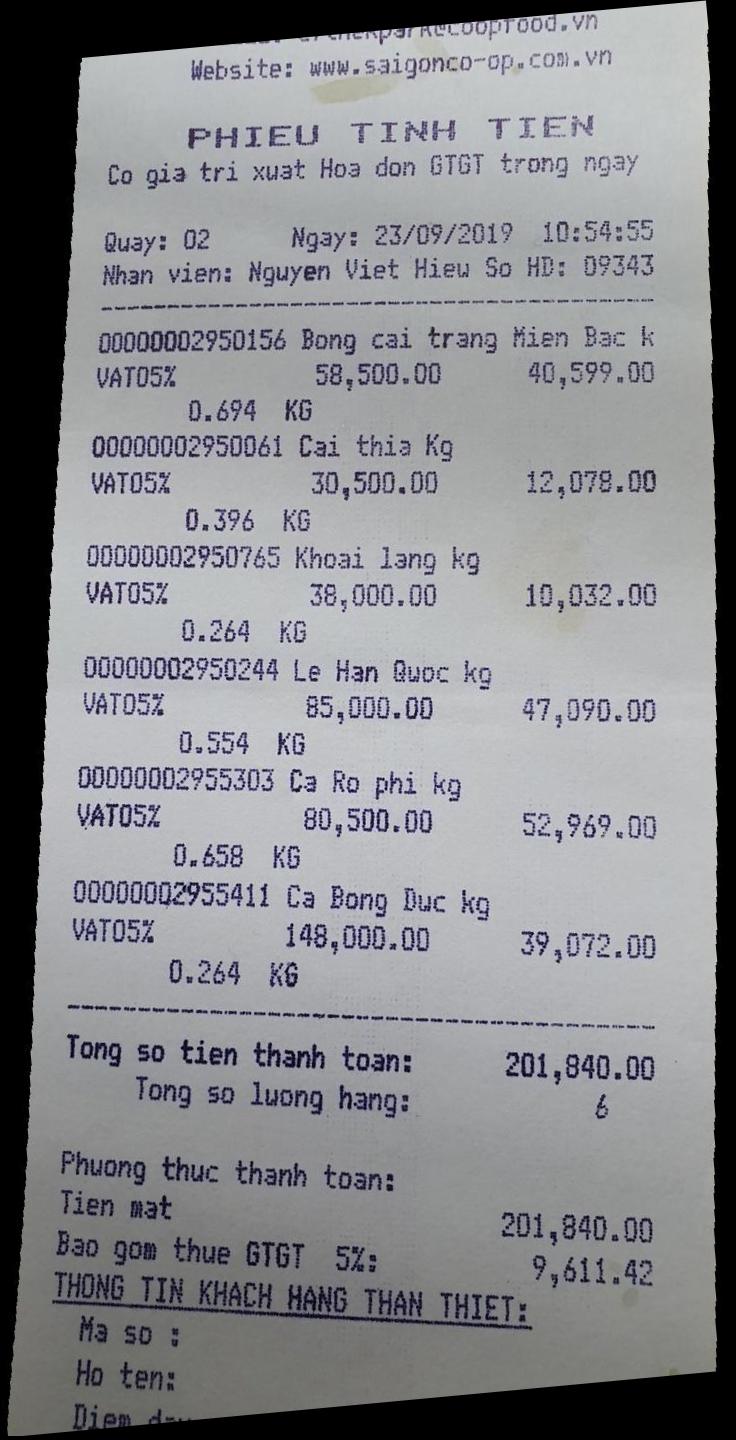 Website: www.saigonco-op.com.vn
PHIEU TINH TIEN
Co gia tri xuat Hoa don GTGT trong ngay
Quay: 02 Ngay: 23/09/2019 10:54:55
Nhan vien: Nguyen Viet Hieu So HD: 09343
00000002950156 Bong cai trang Mien Bac k
VAT05% 58,500.00 40,599.00
0.694 KG
00000002950061 Cai thia Kg
VAT05% 30,500.00 12,078.00
0.396 KG
00000002950765 Khoai lang kg
VAT05% 38,000.00 10,032.00
0.264 KG
00000002950244 Le Han Quoc kg
VAT05% 85,000.00 47,090.00
0.554 KG
00000002955303 Ca Ro phi kg
VAT05% 80,500.00 52,969.00
0.658 KG
00000002955411 Ca Bong Duc kg
VAT05% 148,000.00 39,072.00
0.264 KG
Tong so tien thanh toan: 201,840.00
Tong so luong hang: 6
Phuong thuc thanh toan:
Tien mat 201,840.00
Bao gom thue GTGT 5%: 9,611.42
THONG TIN KHACH HANG THAN THIET:
Ma so :
Ho ten:
Diem